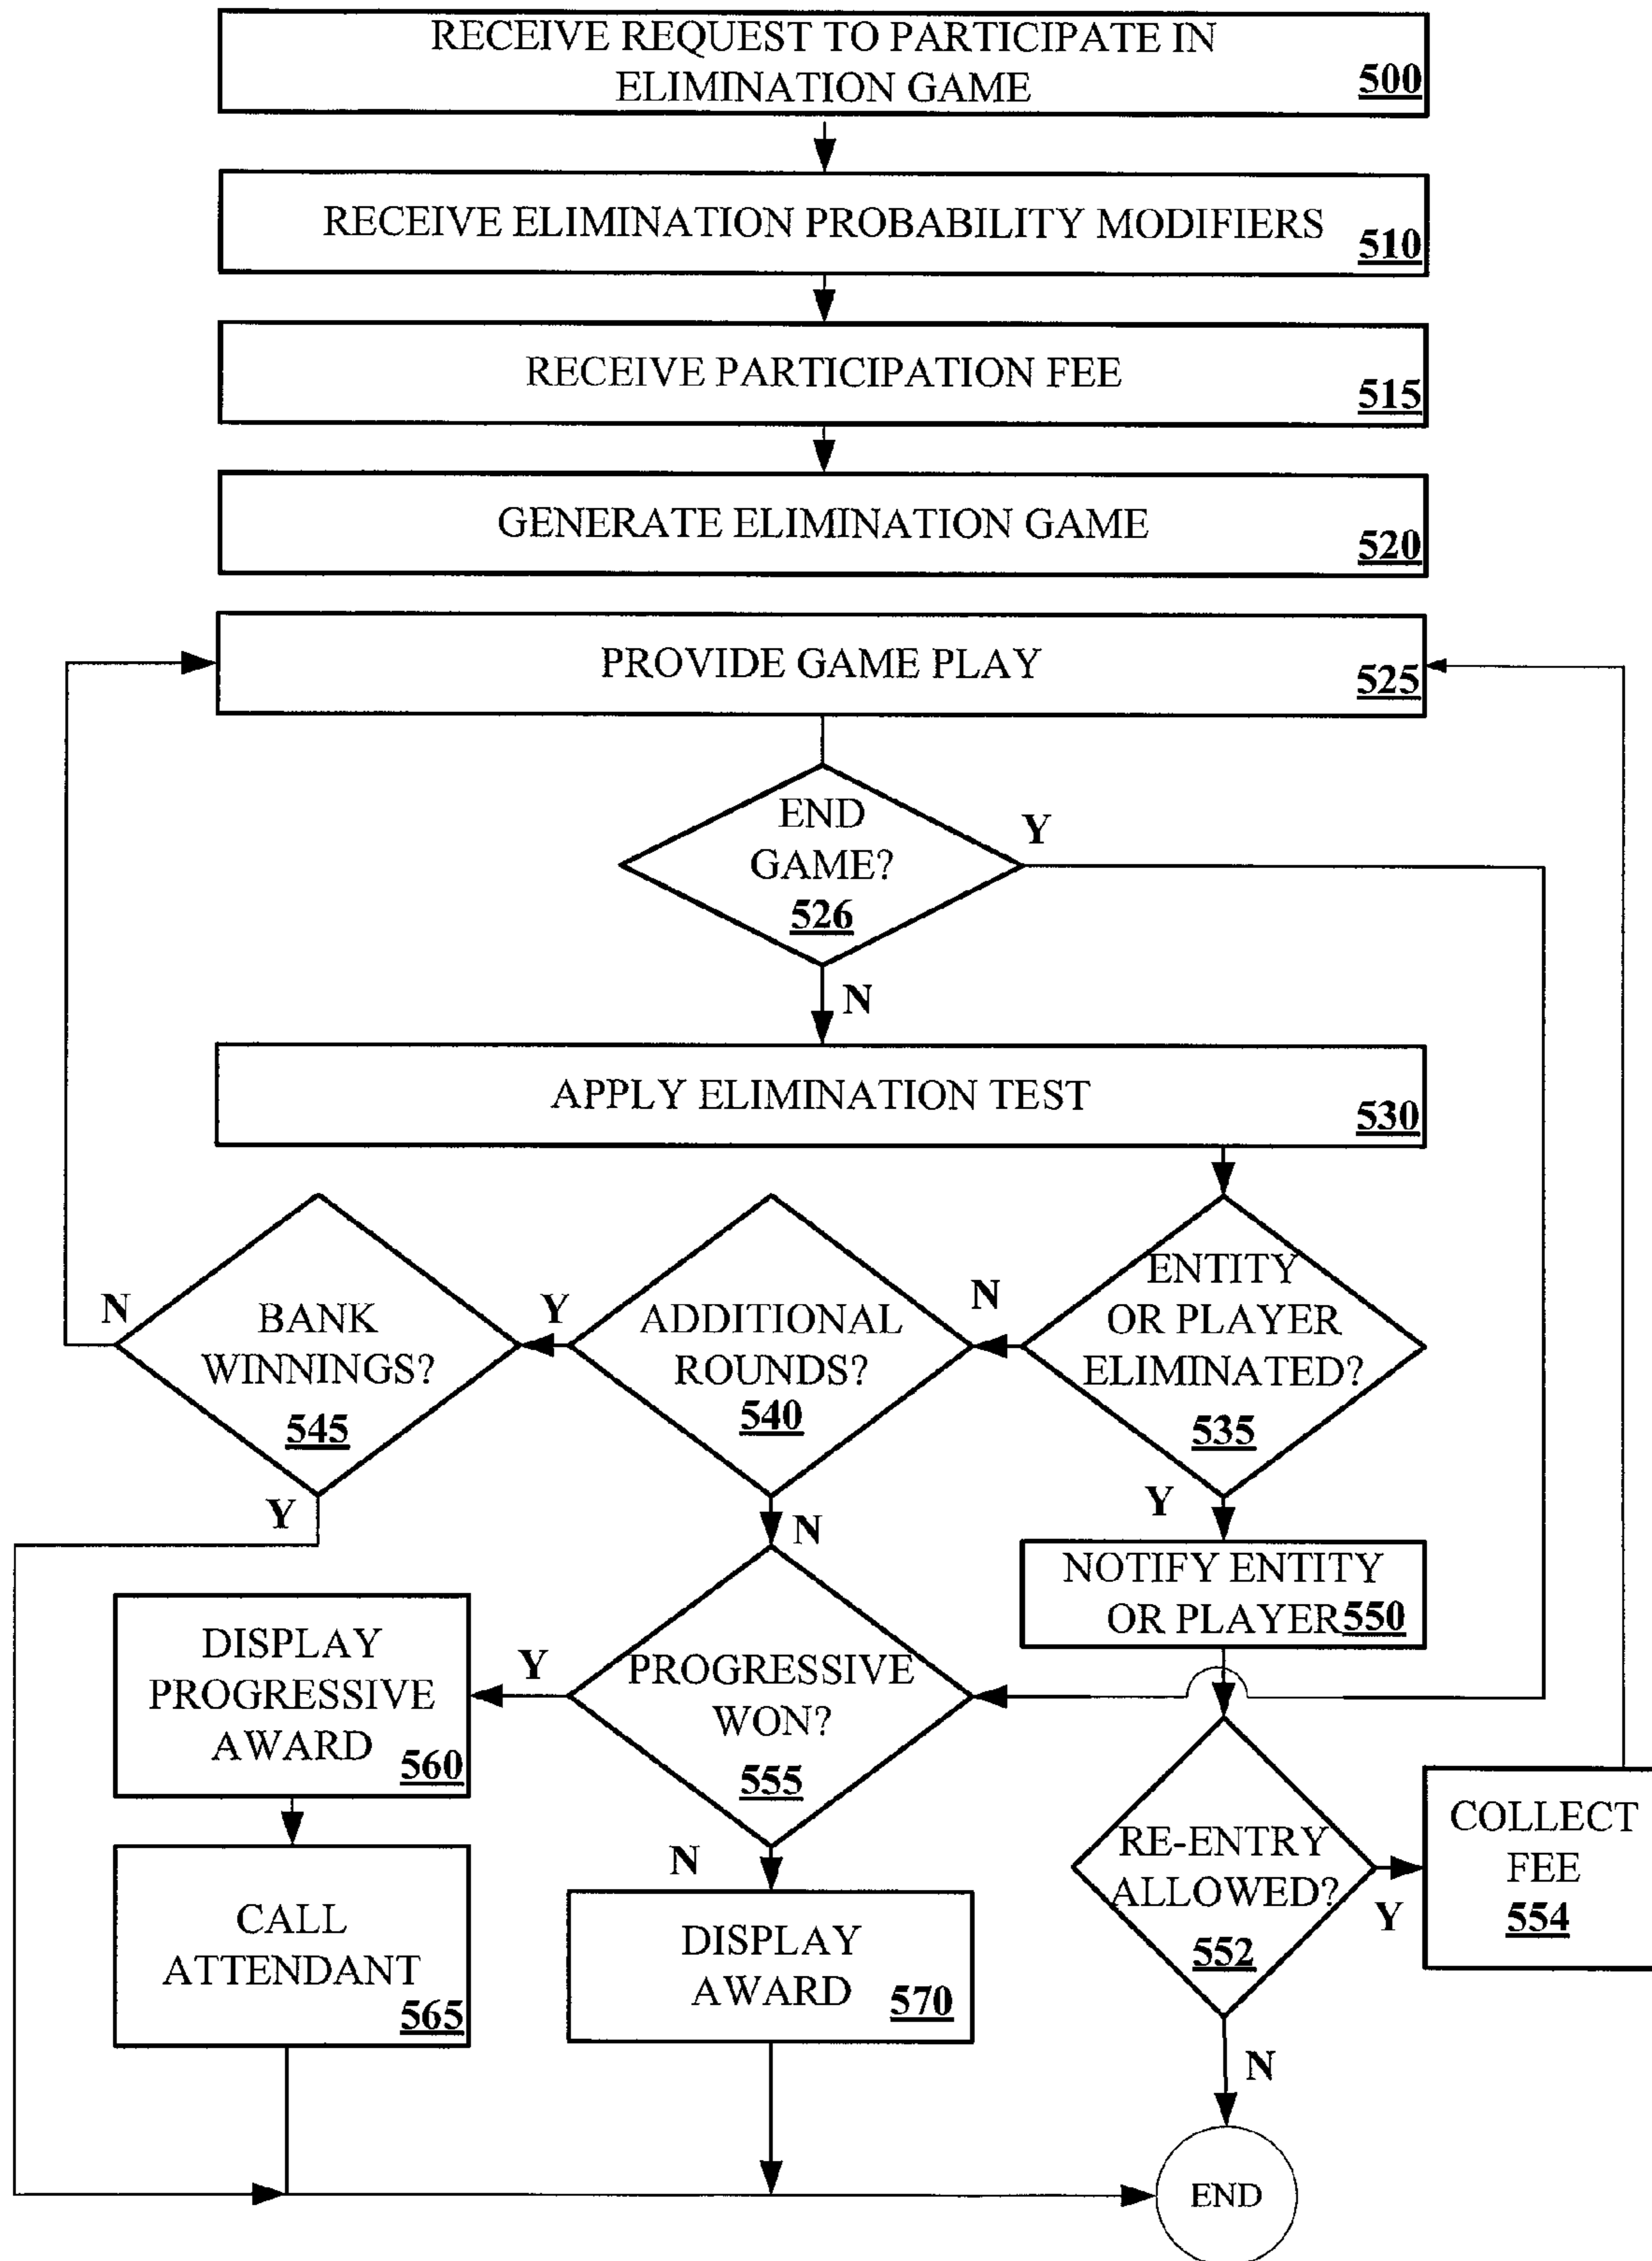 RECEIVE REQUEST TO PARTICIPATE IN
ELIMINATION GAME
500
RECEIVE ELIMINATION PROBABILITY MODIFIERS
510
RECEIVE PARTICIPATION FEE
515
GENERATE ELIMINATION GAME
520
PROVIDE GAME PLAY
525
END
GAME?
526
Y
N
APPLY ELIMINATION TEST
530
ENTITY
OR PLAYER
ELIMINATED?
535
N
Y
ADDITIONAL
ROUNDS?
540
Y
N
BANK
WINNINGS?
545
N
Y
NOTIFY ENTITY
OR PLAYER 550
PROGRESSIVE
WON?
555
Y
N
DISPLAY
PROGRESSIVE
AWARD
560
CALL
ATTENDANT
565
DISPLAY
AWARD
570
RE-ENTRY
ALLOWED?
552
Y
N
COLLECT
FEE
554
END